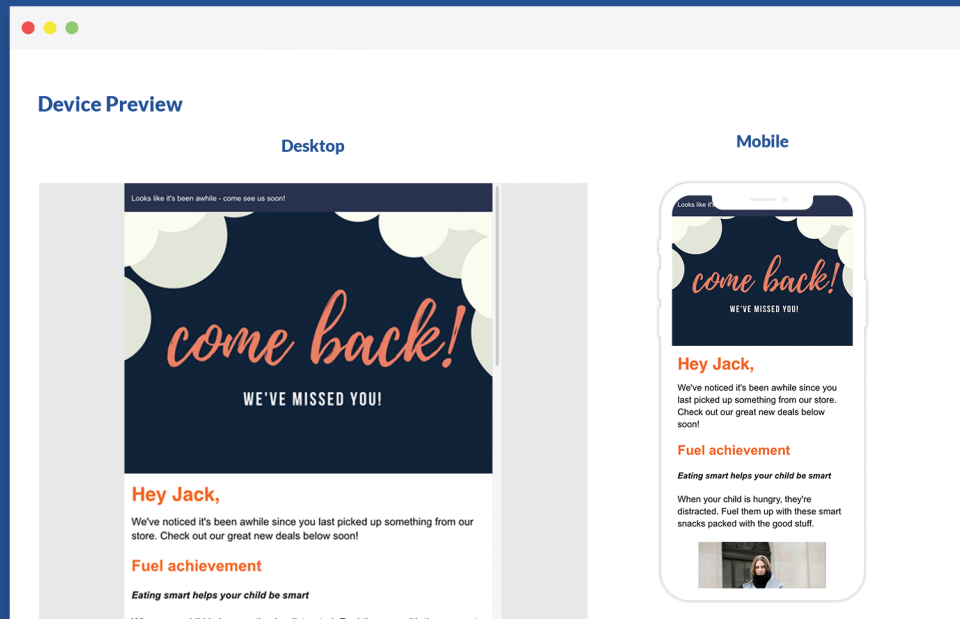 Device Preview
Desktop
Looks like it's been awhile - come see us soon!
come back!
WE'VE MISSED YOU!
Hey Jack,
We've noticed it's been awhile since you last picked up something from our
store. Check out our great new deals below soon!
Fuel achievement
Eating smart helps your child be smart
Mobile
Looks like it's
come back!
WE'VE MISSED YOU!
Hey Jack,
We've noticed it's been awhile since you
last picked up something from our store.
Check out our great new deals below
soon!
Fuel achievement
Eating smart helps your child be smart
When your child is hungry, they're
distracted. Fuel them up with these smart
snacks packed with the good stuff.